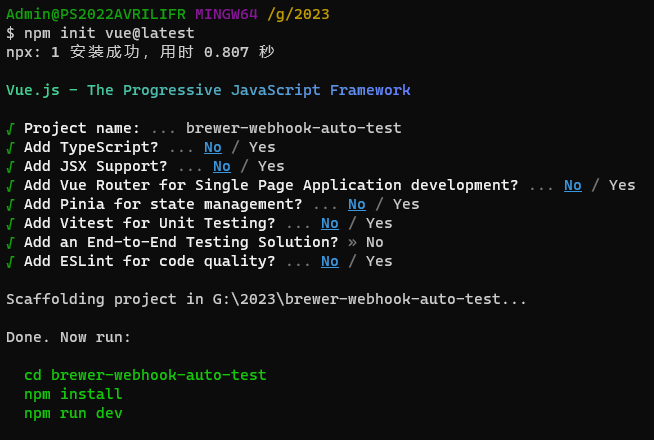 Admin@PS2022AVRILIFR MINGW64 /g/2023
$ npm init vue@latest
npx: 1 安装成功，用时 0.807 秒
Vue.js - The Progressive JavaScript Framework
√ Project name: ... brewer-webhook-auto-test
√ Add TypeScript? ... No / Yes
√ Add JSX Support? ... No / Yes
√ Add Vue Router for Single Page Application development? ... No / Yes
√ Add Pinia for state management? ... No / Yes
√ Add Vitest for Unit Testing? ... No / Yes
√ Add an End-to-End Testing Solution? » No
√ Add ESLint for code quality? ... No / Yes
Scaffolding project in G:\2023\brewer-webhook-auto-test...
Done. Now run:
cd brewer-webhook-auto-test
npm install
npm run dev